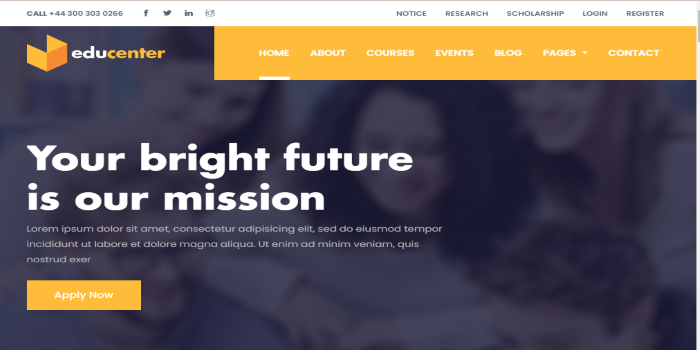 CALL +44 300 303 0266
NOTICE RESEARCH SCHOLARSHIP LOGIN REGISTER
educenter
HOME ABOUT COURSES EVENTS BLOG PAGES CONTACT
Your bright future
is our mission
Lorem ipsum dolor sit amet, consectetur adipisicing elit, sed do eiusmod tempor
incididunt ut labore et dolore magna aliqua. Ut enim ad minim veniam, quis
nostrud exer
Apply Now